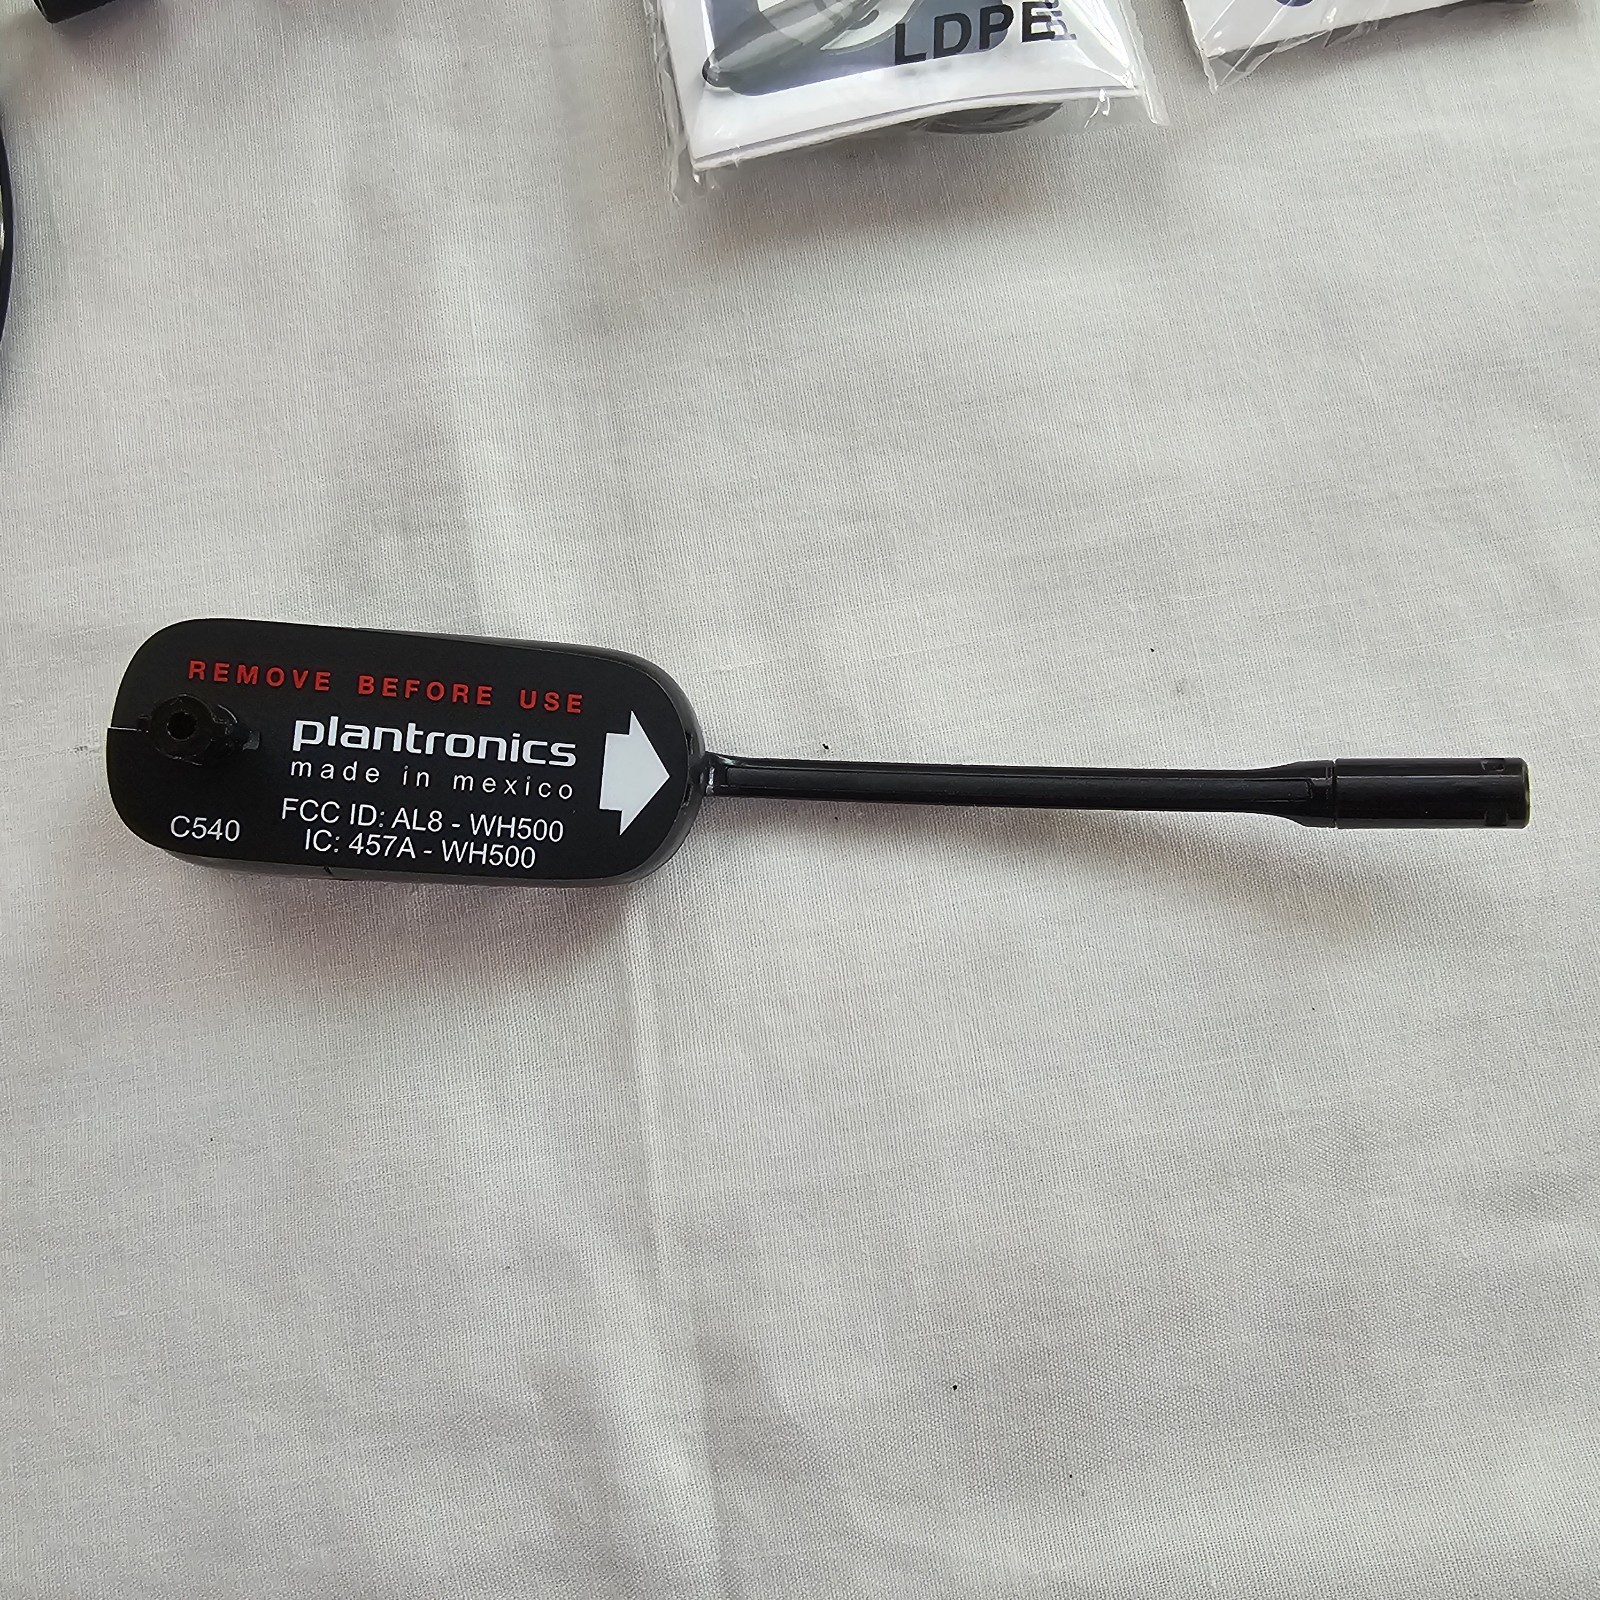 LDPE
REMOVE BEFORE USE
plantronics
made in mexico
FCC ID: AL8 - WH500
IC: 457A - WH500
C540